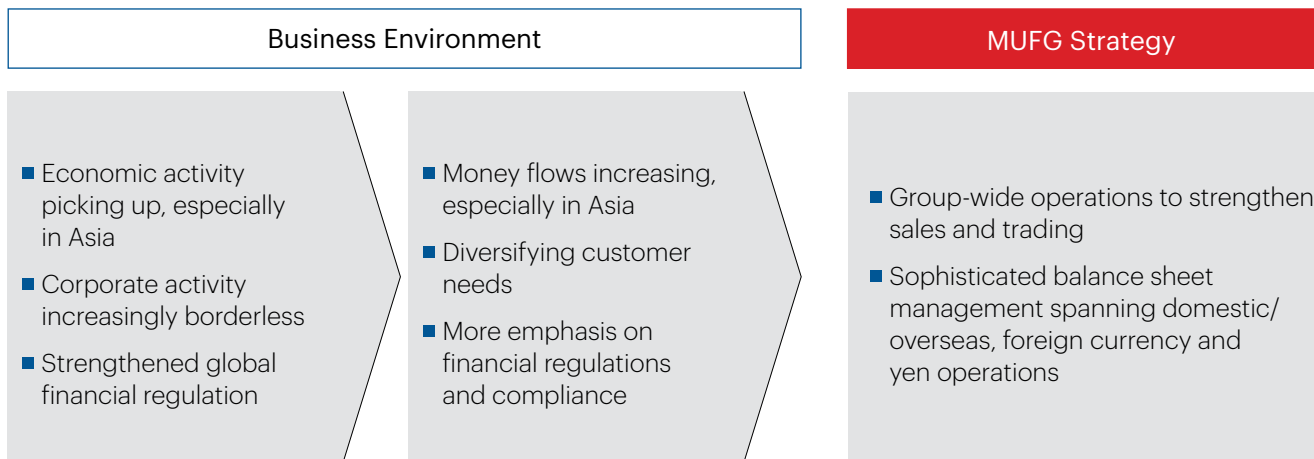 Business Environment
MUFG Strategy
Economic activity
picking up, especially
in Asia
Corporate activity
increasingly borderless
Strengthened global
financial regulation
Money flows increasing,
especially in Asia
Diversifying customer
needs
More emphasis on
financial regulations
and compliance
Group-wide operations to strengthen
sales and trading
Sophisticated balance sheet
management spanning domestic/
overseas, foreign currency and
yen operations